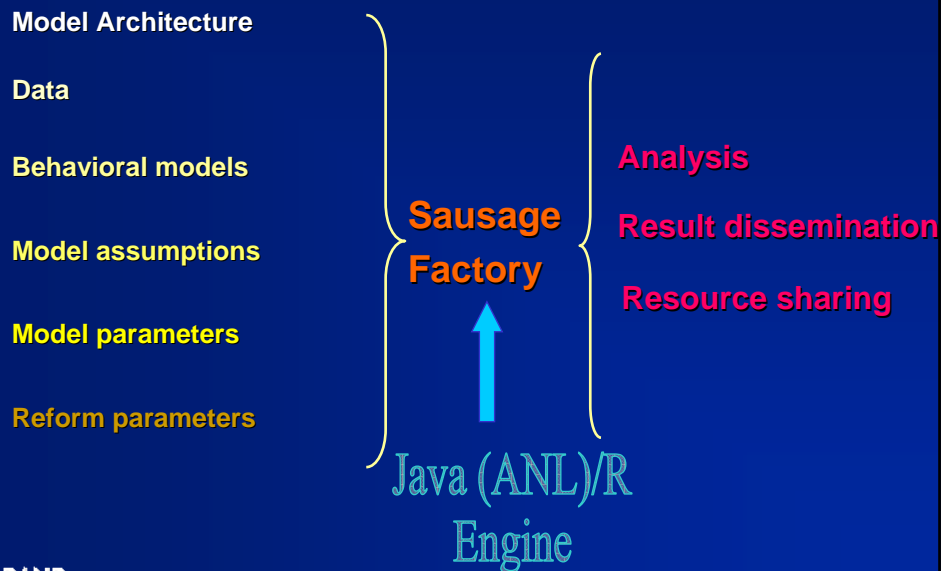 Model Architecture
Data
Behavioral models
Model assumptions
Model parameters
Reform parameters
Sausage
Factory
Java (ANL)/R
Engine
Analysis
Result dissemination
Resource sharing